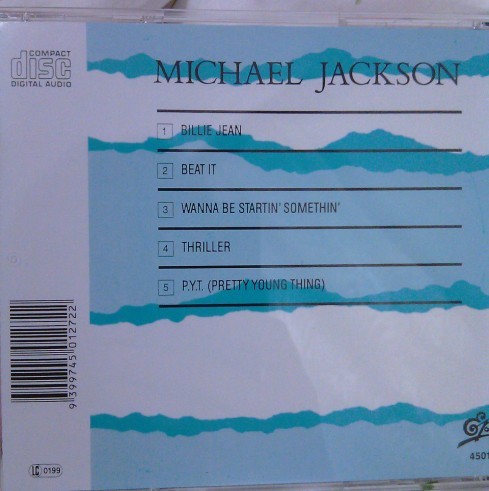 COMPACT
disc
DIGITAL AUDIO
MICHAEL JACKSON
1 BILLIE JEAN
2 BEAT IT
3 WANNA BE STARTIN' SOMETHIN'
4 THRILLER
5 P.Y.T. (PRETTY YOUNG THING)
9 399745 012722
LC 0199